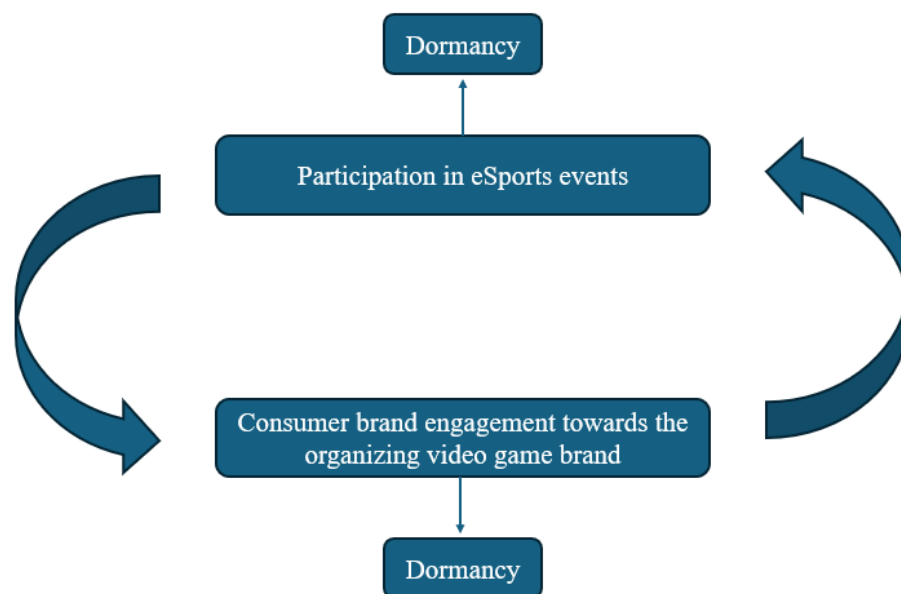 Dormancy
Participation in eSports events
Consumer brand engagement towards the
organizing video game brand
Dormancy